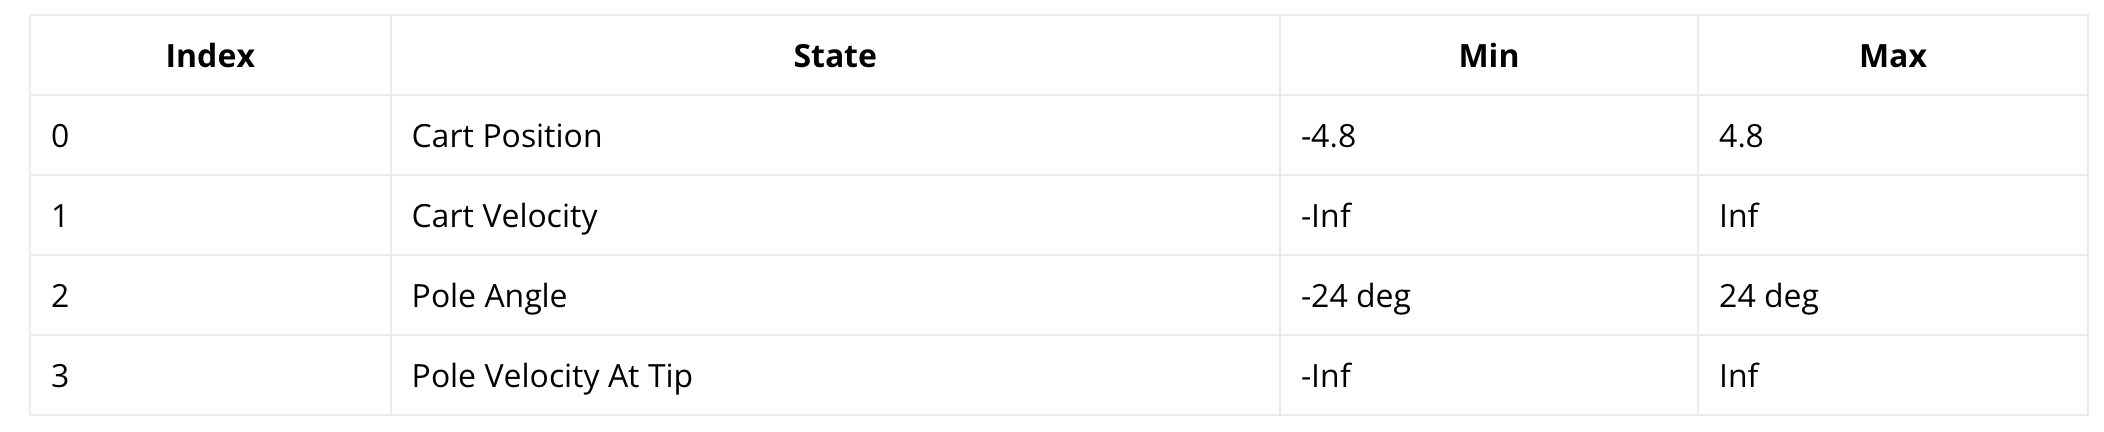 Index State Min Max
0 Cart Position -4.8 4.8
1 Cart Velocity -Inf Inf
2 Pole Angle -24 deg 24 deg
3 Pole Velocity At Tip -Inf Inf